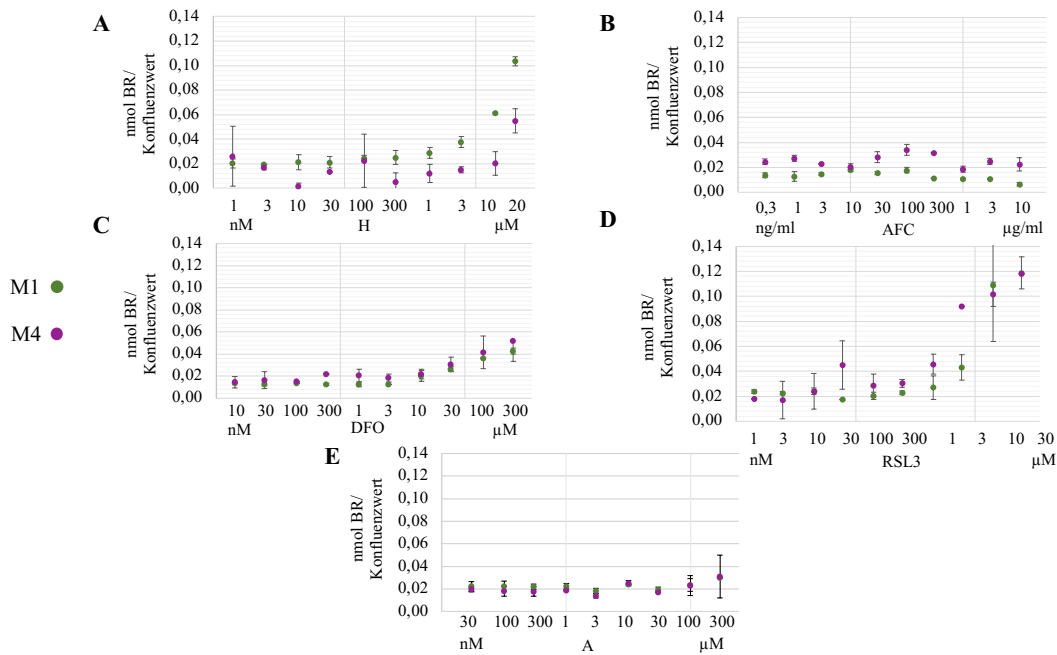 A
nmol BR/
Konfluenzwert
0,14
0,12
0,10
0,08
0,06
0,04
0,02
0,00
1 3 10 30 100 300 1 3 10 20
nM H µM
B
nmol BR/
Konfluenzwert
0,14
0,12
0,10
0,08
0,06
0,04
0,02
0,00
0,3 1 3 10 30 100 300 1 3 10
ng/ml AFC µg/ml
M1
M4
C
nmol BR/
Konfluenzwert
0,14
0,12
0,10
0,08
0,06
0,04
0,02
0,00
10 30 100 300 1 3 10 30 100 300
nM DFO µM
D
nmol BR/
Konfluenzwert
0,14
0,12
0,10
0,08
0,06
0,04
0,02
0,00
1 3 10 30 100 300 1 3 10 30
nM RSL3 µM
E
nmol BR/
Konfluenzwert
0,14
0,12
0,10
0,08
0,06
0,04
0,02
0,00
30 100 300 1 3 10 30 100 300
nM A µM